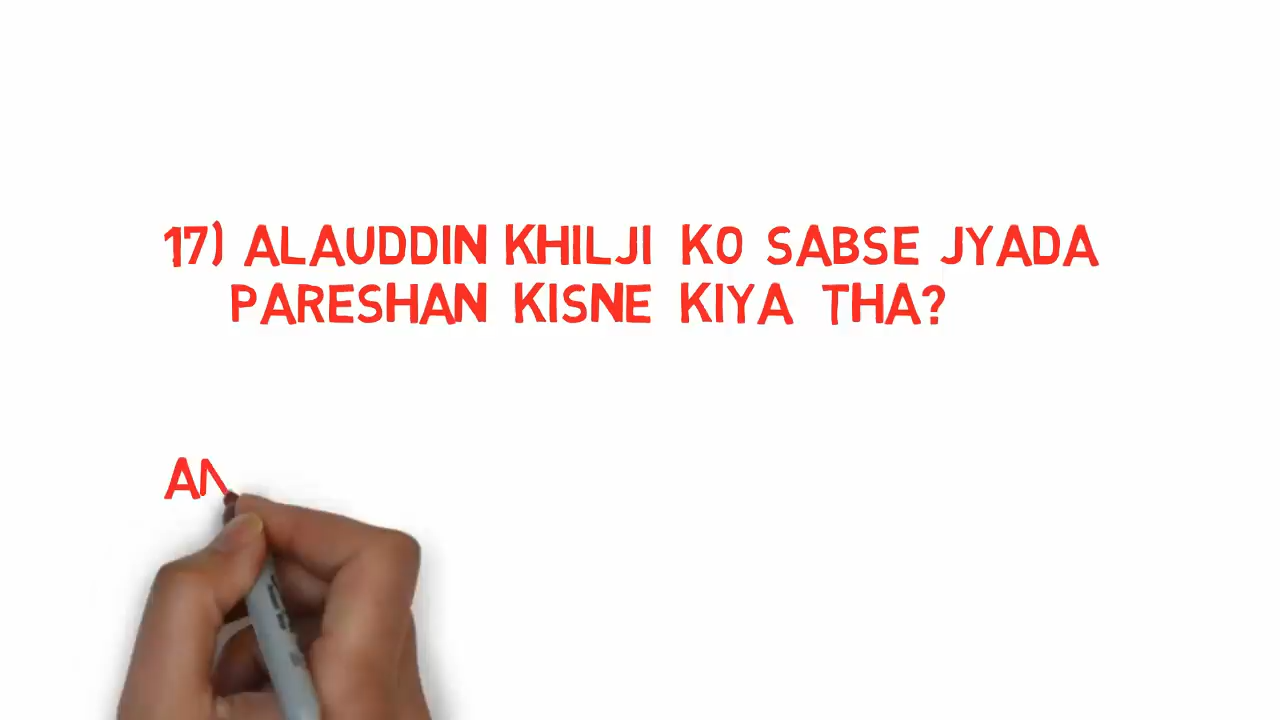 17) ALAUDDIN KHILJI KO SABSE JYADA
PARESHAN KISNE KIYA THA?
AN